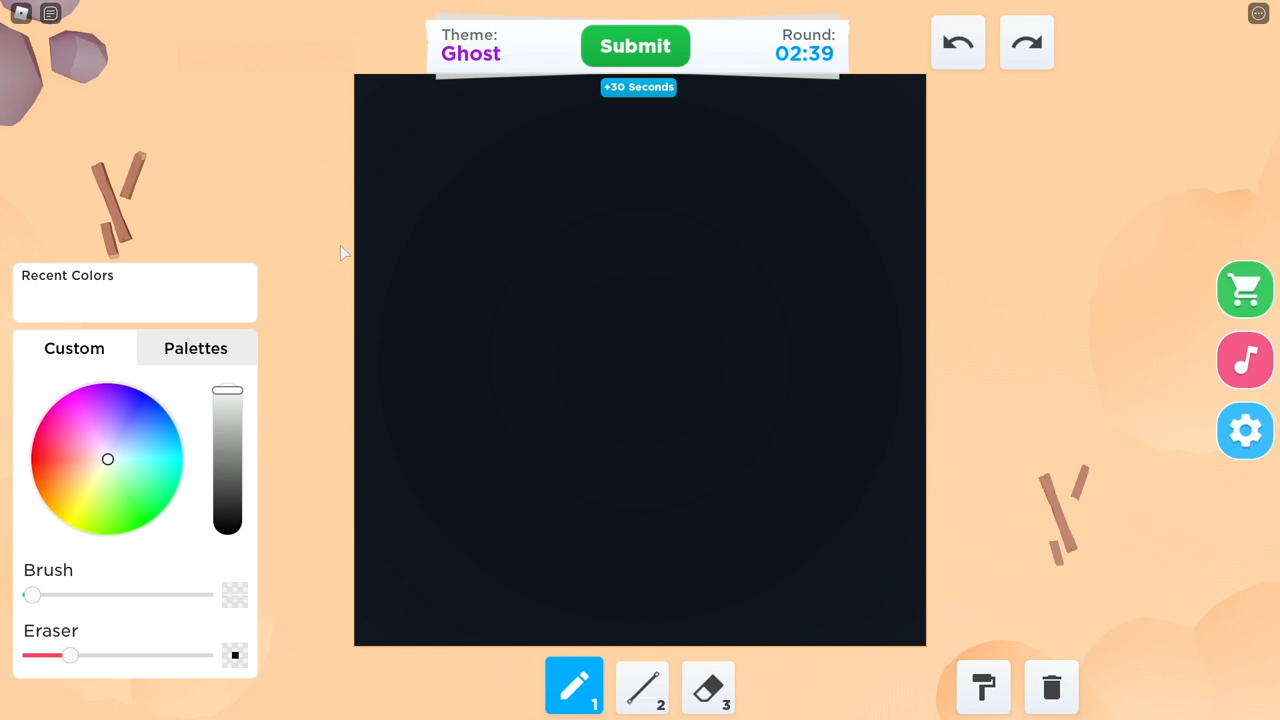 Theme:
Ghost
Submit
Round:
02:39
+30 Seconds
Recent Colors
Custom
Palettes
Brush
Eraser
1
2
3